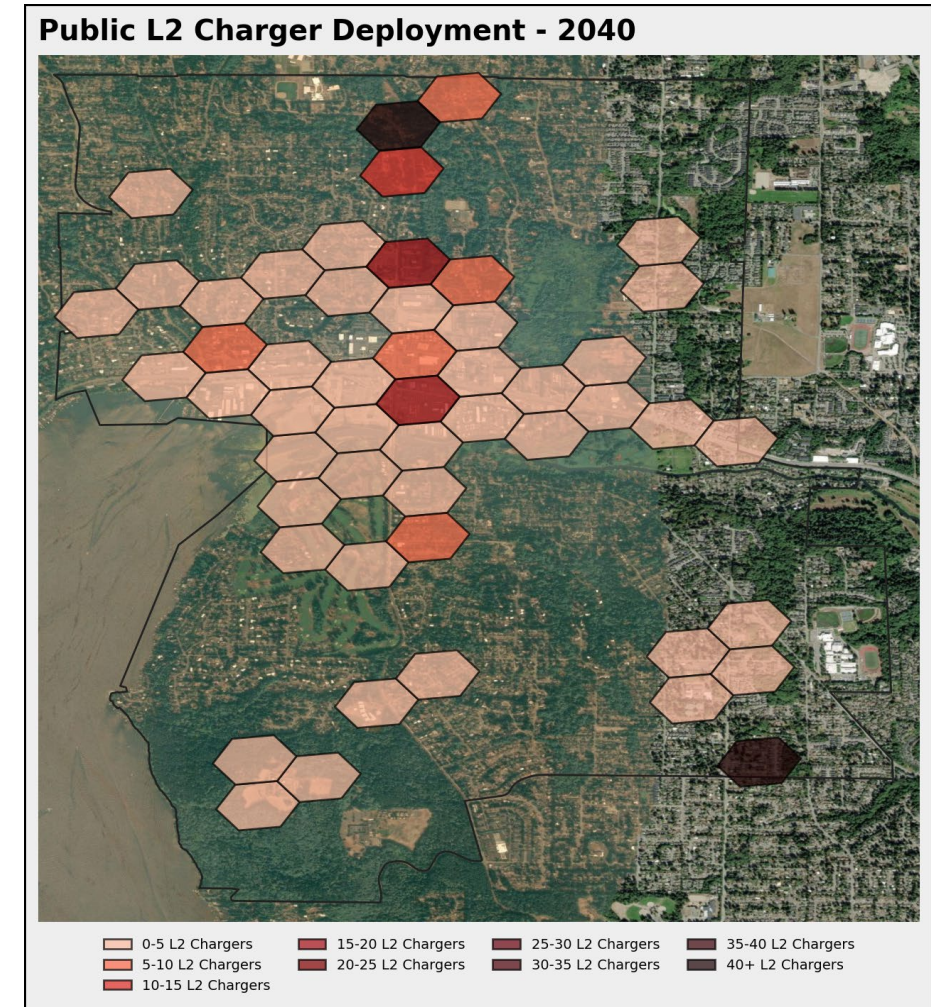 Public L2 Charger Deployment - 2040
0-5 L2 Chargers
5-10 L2 Chargers
10-15 L2 Chargers
15-20 L2 Chargers
20-25 L2 Chargers
25-30 L2 Chargers
30-35 L2 Chargers
35-40 L2 Chargers
40+ L2 Chargers